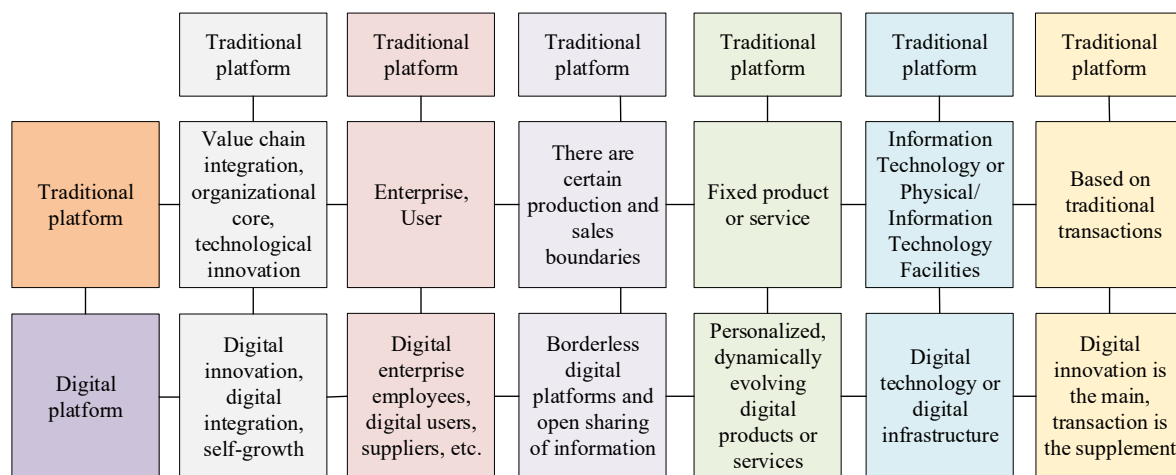 Traditional
platform
Traditional
platform
Traditional
platform
Traditional
platform
Traditional
platform
Traditional
platform
Traditional
platform
Value chain
integration,
organizational
core,
technological
innovation
Enterprise,
User
There are
certain
production and
sales
boundaries
Fixed product
or service
Information
Technology or
Physical/
Information
Technology
Facilities
Based on
traditional
transactions
Digital
platform
Digital
innovation,
digital
integration,
self-growth
Digital
enterprise
employees,
digital users,
suppliers, etc.
Borderless
digital
platforms and
open sharing
of information
Personalized,
dynamically
evolving
digital
products or
services
Digital
technology or
digital
infrastructure
Digital
innovation is
the main,
transaction is
the supplement